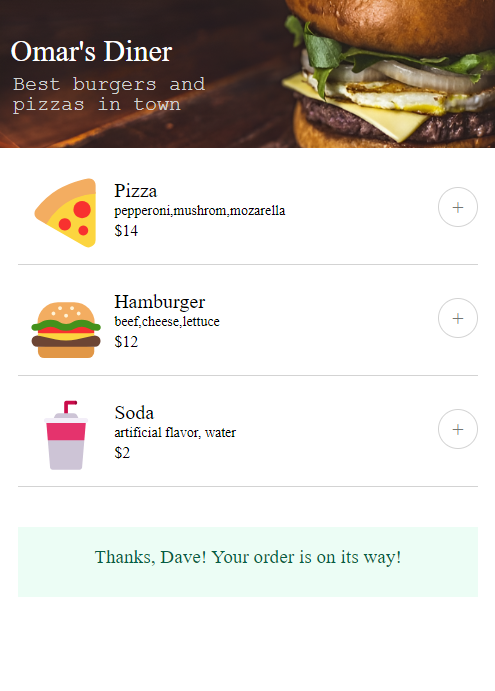 Omar's Diner
Best burgers and
pizzas in town
Pizza
pepperoni,mushrom,mozarella
$14
+
Hamburger
beef,cheese,lettuce
$12
+
Soda
artificial flavor, water
$2
+
Thanks, Dave! Your order is on its way!